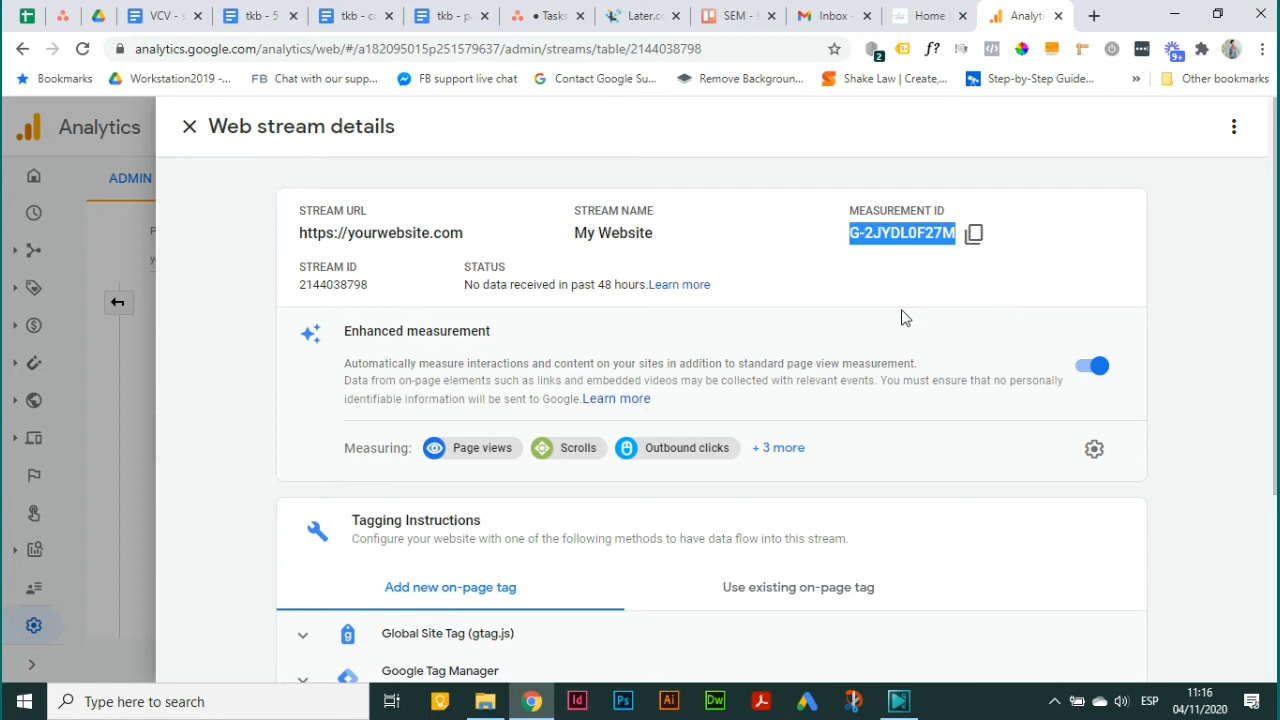 VCV - s
tkb - 5
tkb - c
tkb - p
• Task
Later.c
SEM -
Inbox -
Home
Analyti
analytics.google.com/analytics/web/#/a182095015p251579637/admin/streams/table/2144038798
f?
2
9+
Bookmarks
Workstation2019 -...
FB Chat with our supp...
FB support live chat
Contact Google Su...
Remove Backgroun...
Shake Law | Create,...
Step-by-Step Guide...
»
Other bookmarks
Analytics
Web stream details
ADMIN
STREAM URL
STREAM NAME
MEASUREMENT ID
https://yourwebsite.com
My Website
G-2JYDL0F27M
STREAM ID
STATUS
2144038798
No data received in past 48 hours.Learn more
Enhanced measurement
Automatically measure interactions and content on your sites in addition to standard page view measurement.
Data from on-page elements such as links and embedded videos may be collected with relevant events. You must ensure that no personally
identifiable information will be sent to Google.Learn more
Measuring:
Page views
Scrolls
Outbound clicks
+ 3 more
Tagging Instructions
Configure your website with one of the following methods to have data flow into this stream.
Add new on-page tag
Use existing on-page tag
g
Global Site Tag (gtag.js)
Google Tag Manager
Type here to search
Id
Ps
Ai
Dw
ESP
11:16
04/11/2020